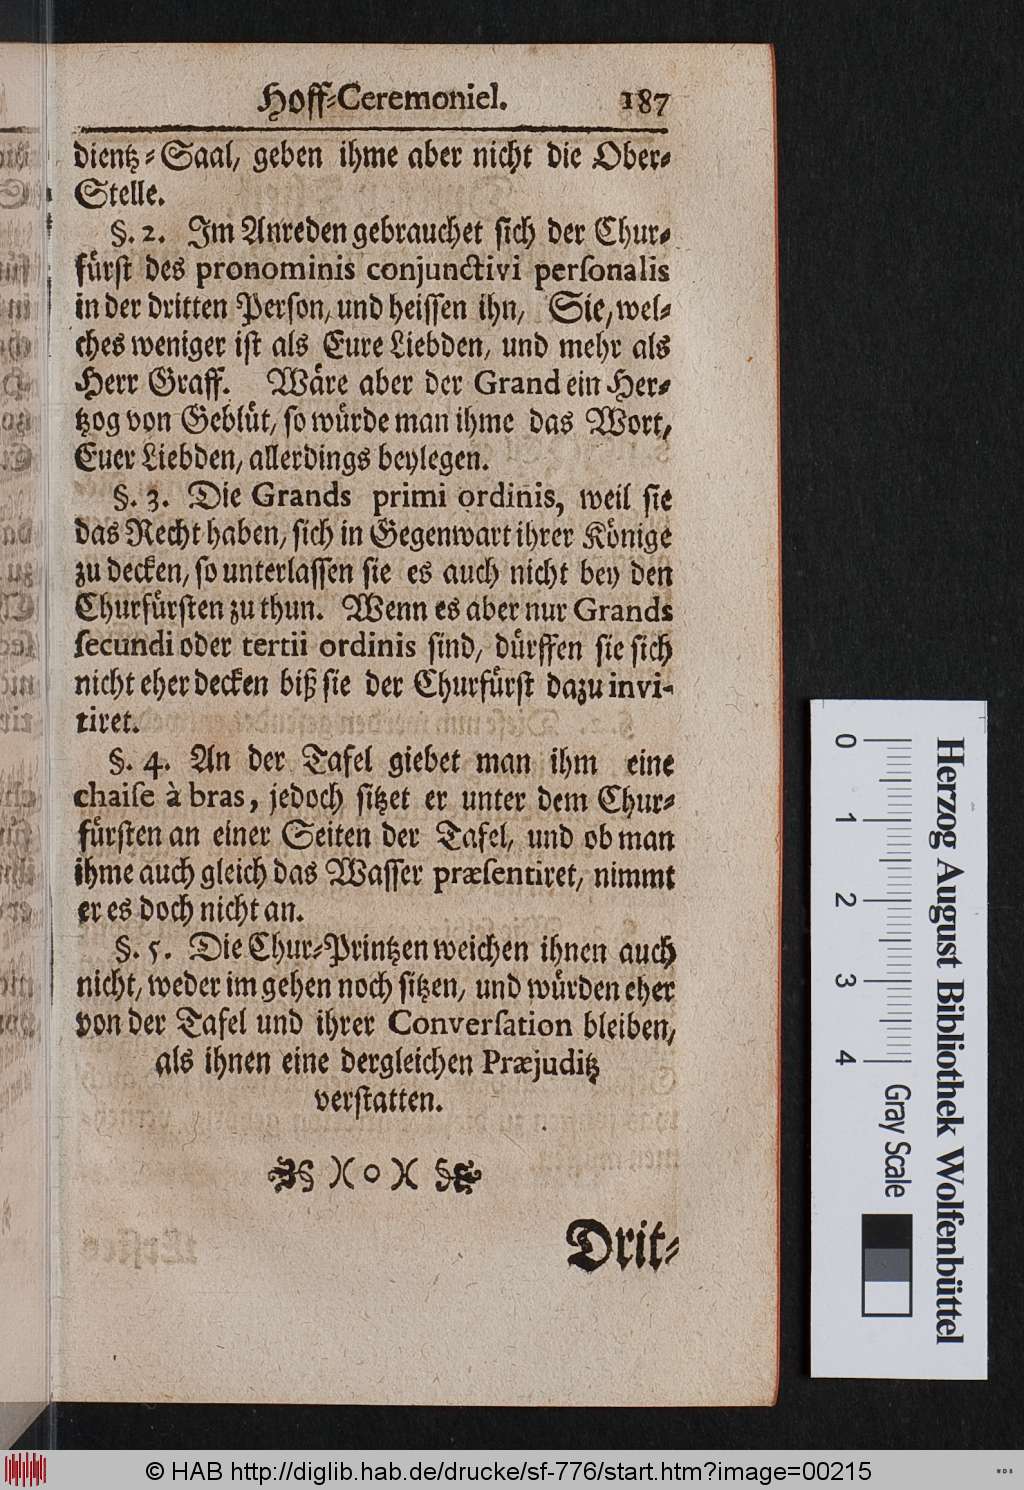 Hoff-Ceremoniel. 187
dientz-Saal, geben ihme aber nicht die Ober-
Stelle.
§. 2. Im Anreden gebrauchet sich der Chur-
fürst des pronominis conjunctivi perſonalis
in der dritten Perſon, und heiſſen ihn, Sie, wel-
ches weniger iſt als Eure Liebden, und mehr als
Herr Graff. Wäre aber der Grand ein Her-
tzog von Geblüt, ſo würde man ihme das Wort,
Euer Liebden, allerdings beylegen.
§. 3. Die Grands primi ordinis, weil ſie
das Recht haben, ſich in Gegenwart ihrer Könige
zu decken, ſo unterlaſſen ſie es auch nicht bey den
Churfürſten zu thun. Wenn es aber nur Grands
ſecundi oder tertii ordinis ſind, dürffen ſie ſich
nicht eher decken biß ſie der Churfürſt dazu invi-
tiret.
§. 4. An der Tafel giebet man ihm eine
chaiſe à bras, jedoch ſitzet er unter dem Chur-
fürſten an einer Seiten der Tafel, und ob man
ihme auch gleich das Waſſer præſentiret, nimmt
er es doch nicht an.
§. 5. Die Chur-Printzen weichen ihnen auch
nicht, weder im gehen noch ſitzen, und würden eher
von der Tafel und ihrer Converſation bleiben,
als ihnen eine dergleichen Præjuditz
verſtatten.
Drit-
Herzog August Bibliothek Wolfenbüttel
0 1 2 3 4 Gray Scale
© HAB http://diglib.hab.de/drucke/sf-776/start.htm?image=00215